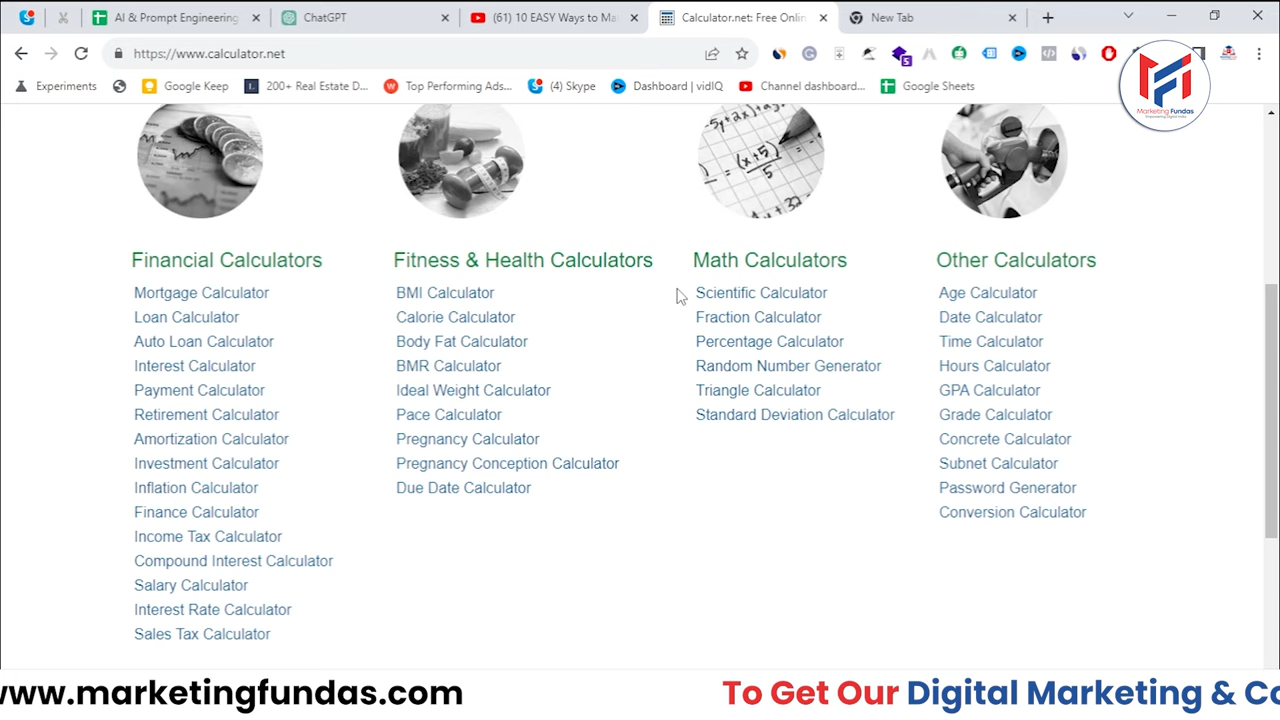 AI & Prompt Engineering
ChatGPT
(61) 10 EASY Ways to Ma
Calculator.net: Free Onlin
New Tab
https://www.calculator.net
Experiments
Google Keep
200+ Real Estate D...
Top Performing Ads...
(4) Skype
Dashboard | vidIQ
Channel dashboard...
Google Sheets
Marketing Fundas
Empowering Digital India
Financial Calculators
Mortgage Calculator
Loan Calculator
Auto Loan Calculator
Interest Calculator
Payment Calculator
Retirement Calculator
Amortization Calculator
Investment Calculator
Inflation Calculator
Finance Calculator
Income Tax Calculator
Compound Interest Calculator
Salary Calculator
Interest Rate Calculator
Sales Tax Calculator
Fitness & Health Calculators
BMI Calculator
Calorie Calculator
Body Fat Calculator
BMR Calculator
Ideal Weight Calculator
Pace Calculator
Pregnancy Calculator
Pregnancy Conception Calculator
Due Date Calculator
Math Calculators
Scientific Calculator
Fraction Calculator
Percentage Calculator
Random Number Generator
Triangle Calculator
Standard Deviation Calculator
Other Calculators
Age Calculator
Date Calculator
Time Calculator
Hours Calculator
GPA Calculator
Grade Calculator
Concrete Calculator
Subnet Calculator
Password Generator
Conversion Calculator
www.marketingfundas.com
To Get Our Digital Marketing & Co